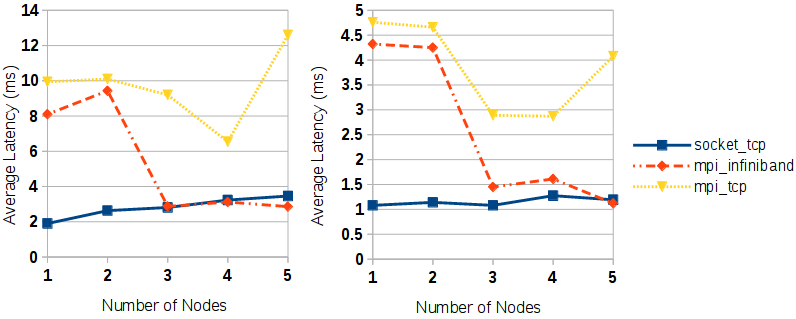 Average Latency (ms)
14
12
10
8
6
4
2
0
1 2 3 4 5
Number of Nodes
Average Latency (ms)
5
4.5
4
3.5
3
2.5
2
1.5
1
0.5
0
1 2 3 4 5
Number of Nodes
socket_tcp
mpi_infiniband
mpi_tcp